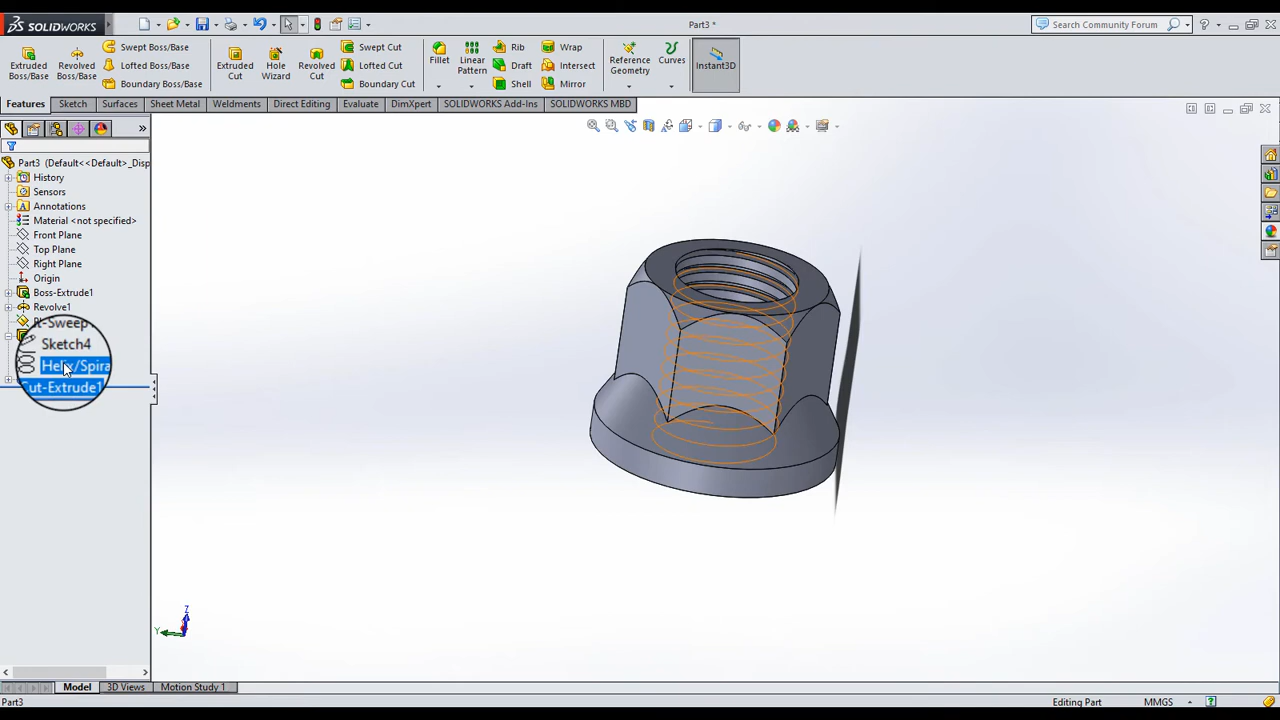 SOLIDWORKS
Part3 *
Search Community Forum
Extruded Boss/Base
Revolved Boss/Base
Swept Boss/Base
Lofted Boss/Base
Boundary Boss/Base
Extruded Cut
Hole Wizard
Revolved Cut
Swept Cut
Lofted Cut
Boundary Cut
Fillet
Linear Pattern
Rib
Draft
Shell
Wrap
Intersect
Mirror
Reference Geometry
Curves
Instant3D
Features Sketch Surfaces Sheet Metal Weldments Direct Editing Evaluate DimXpert SOLIDWORKS Add-Ins SOLIDWORKS MBD
Part3 (Default<<Default>_Disp
History
Sensors
Annotations
Material <not specified>
Front Plane
Top Plane
Right Plane
Origin
Boss-Extrude1
Revolve1
Sketch4
Helix/Spira
Cut-Extrude1
Z
Y
Model 3D Views Motion Study 1
Part3
Editing Part
MMGS